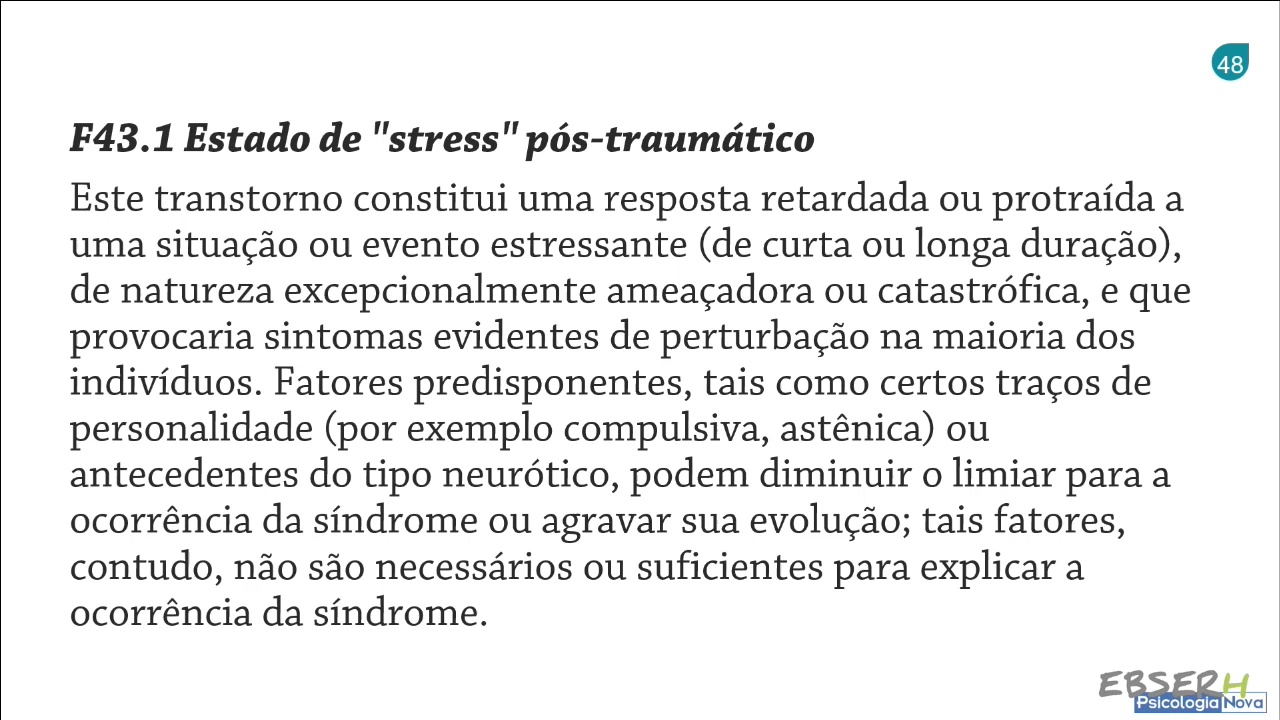 48
F43.1 Estado de "stress" pós-traumático
Este transtorno constitui uma resposta retardada ou protraída a
uma situação ou evento estressante (de curta ou longa duração),
de natureza excepcionalmente ameaçadora ou catastrófica, e que
provocaria sintomas evidentes de perturbação na maioria dos
indivíduos. Fatores predisponentes, tais como certos traços de
personalidade (por exemplo compulsiva, astênica) ou
antecedentes do tipo neurótico, podem diminuir o limiar para a
ocorrência da síndrome ou agravar sua evolução; tais fatores,
contudo, não são necessários ou suficientes para explicar a
ocorrência da síndrome.
EBSERH
Psicologia Nova